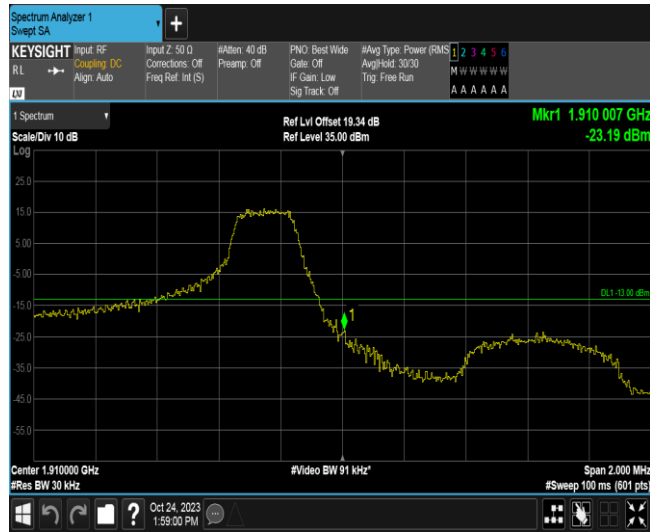 Spectrum Analyzer 1
Swept SA
KEYSIGHT
RL
LXI
Input: RF
Coupling: DC
Align: Auto
Input Z: 50 Ω
Corrections: Off
Freq Ref: Int (S)
#Atten: 40 dB
Preamp: Off
PNO: Best Wide
Gate: Off
IF Gain: Low
Sig Track: Off
#Avg Type: Power (RMS
Avg|Hold: 30/30
Trig: Free Run
1 2 3 4 5 6
M W W W W W
A A A A A A
1 Spectrum
Scale/Div 10 dB
Log
Ref Lvl Offset 19.34 dB
Ref Level 35.00 dBm
Mkr1 1.910 007 GHz
-23.19 dBm
25.0
15.0
5.00
-5.00
DL1 -13.00 dBm
-15.0
1
-25.0
-35.0
-45.0
-55.0
Center 1.910000 GHz
#Video BW 91 kHz*
Span 2.000 MHz
#Res BW 30 kHz
#Sweep 100 ms (601 pts)
?
Oct 24, 2023
1:59:00 PM